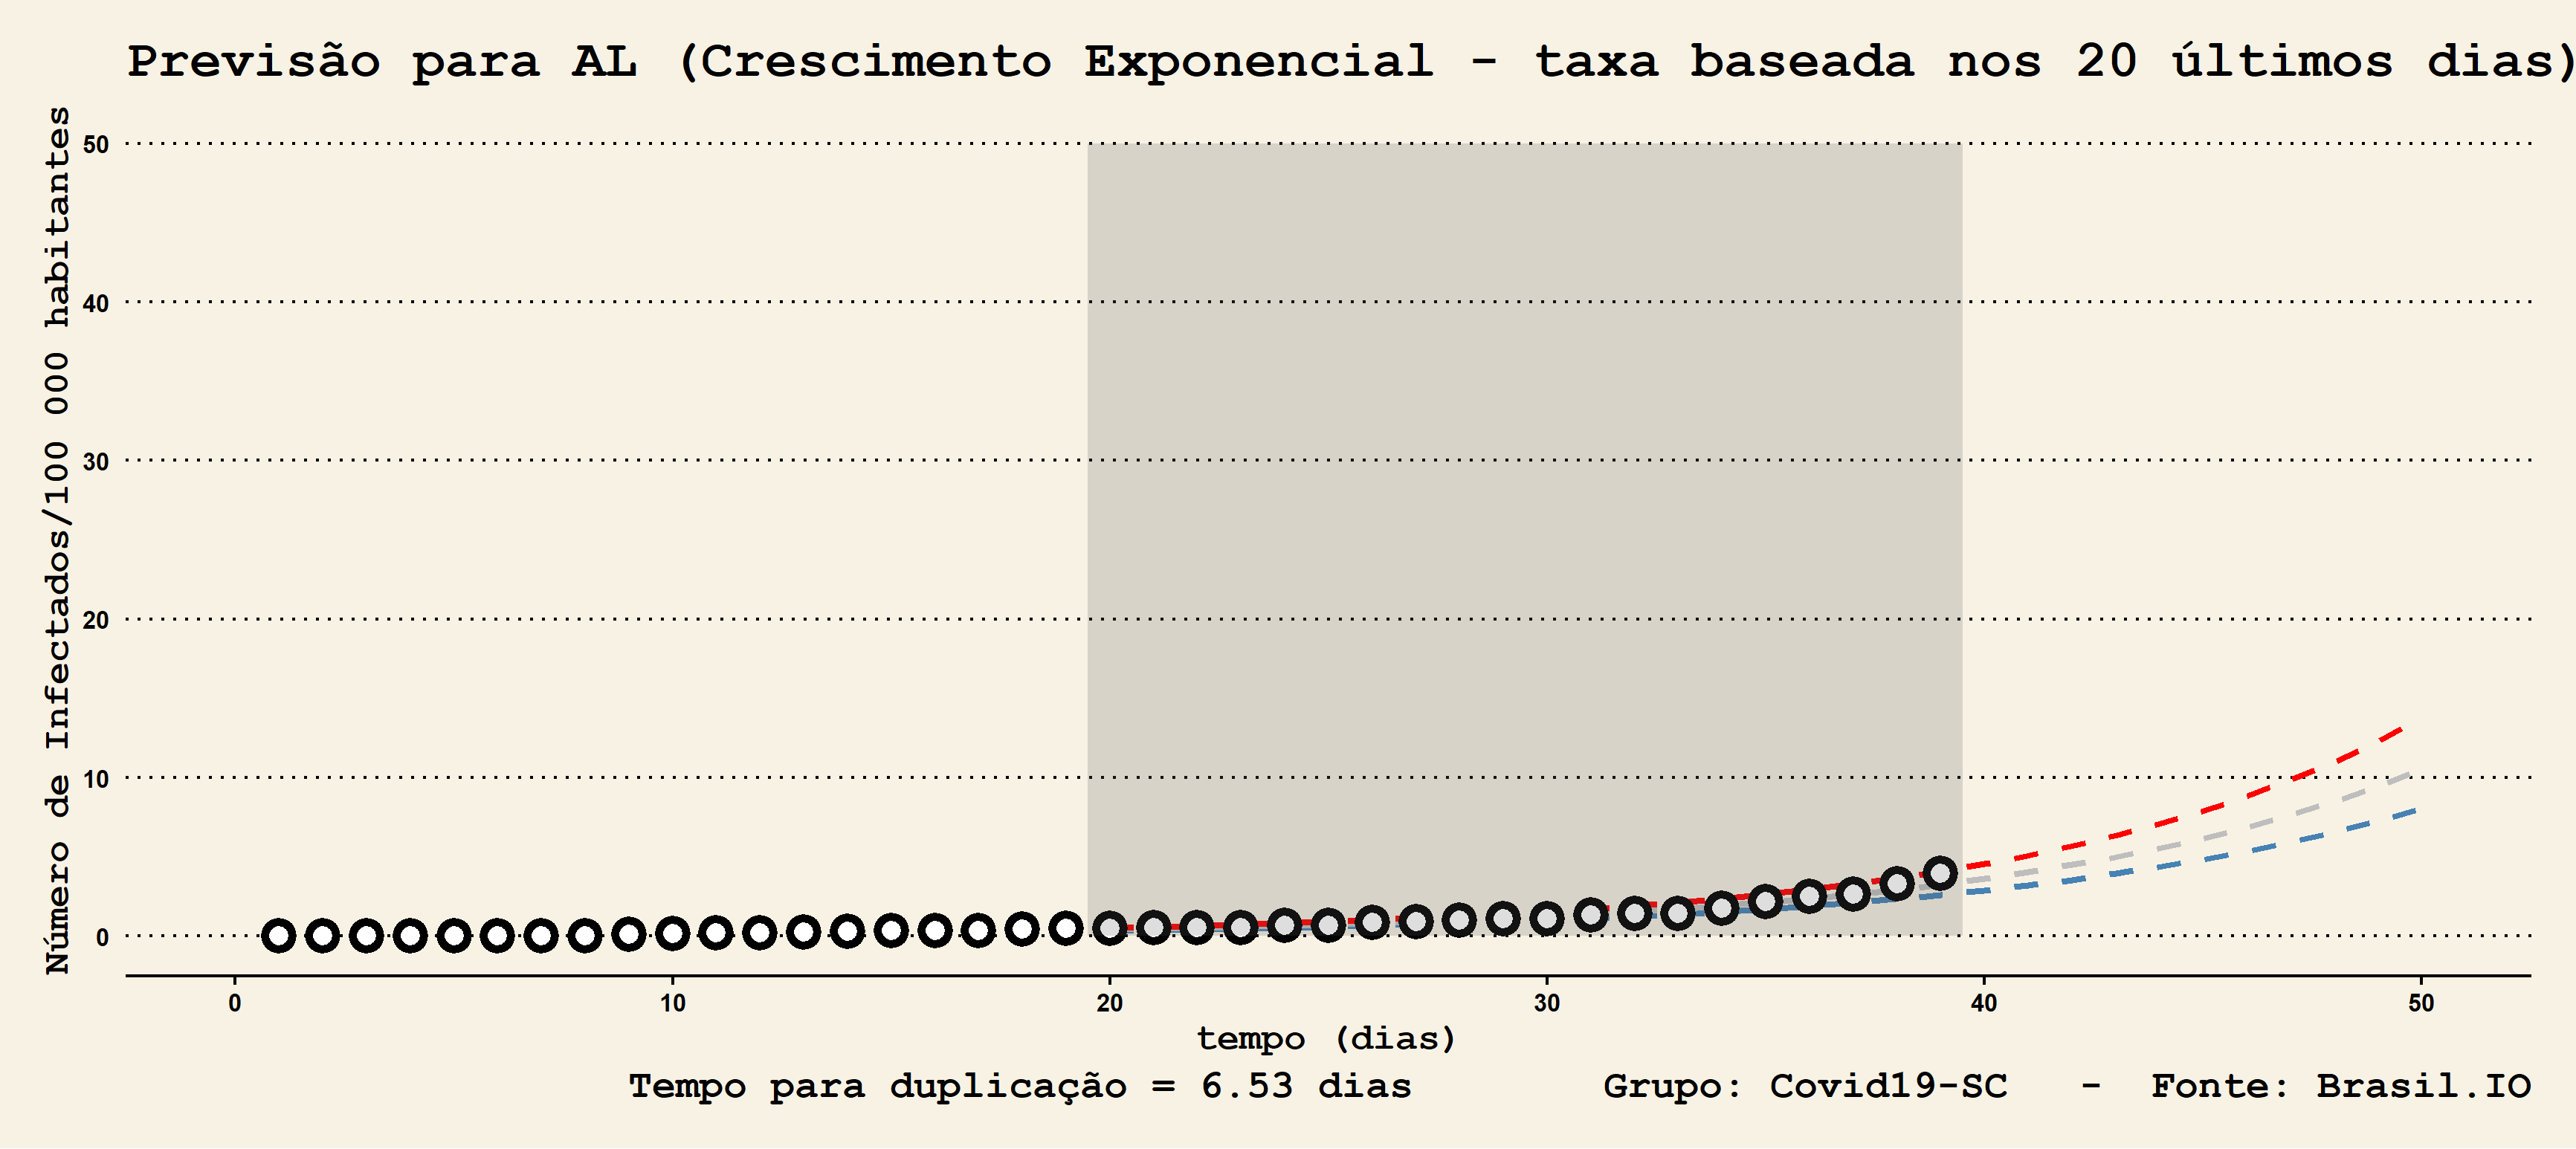 Previsão para AL (Crescimento Exponencial - taxa baseada nos 20 últimos dias)
Número de Infectados/100 000 habitantes
50
40
30
20
10
0
0 10 20 30 40 50
tempo (dias)
Tempo para duplicação = 6.53 dias Grupo: Covid19-SC - Fonte: Brasil.IO